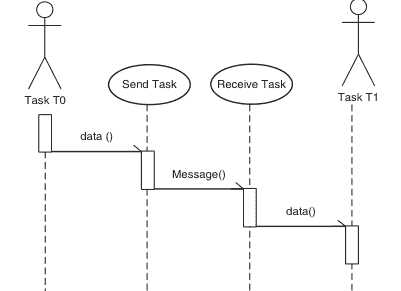 Send Task
Receive Task
Task T0
Task T1
data ()
Message()
data()